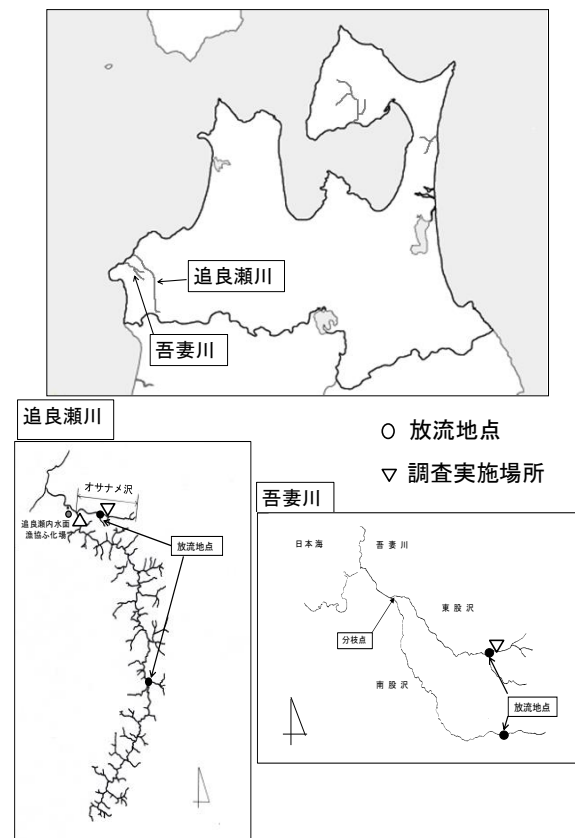 追良瀬川
吾妻川
追良瀬川
○ 放流地点
▽ 調査実施場所
オサナメ沢
追良瀬内水面
漁協ふ化場
放流地点
吾妻川
日本海
吾妻川
東股沢
分枝点
南股沢
放流地点